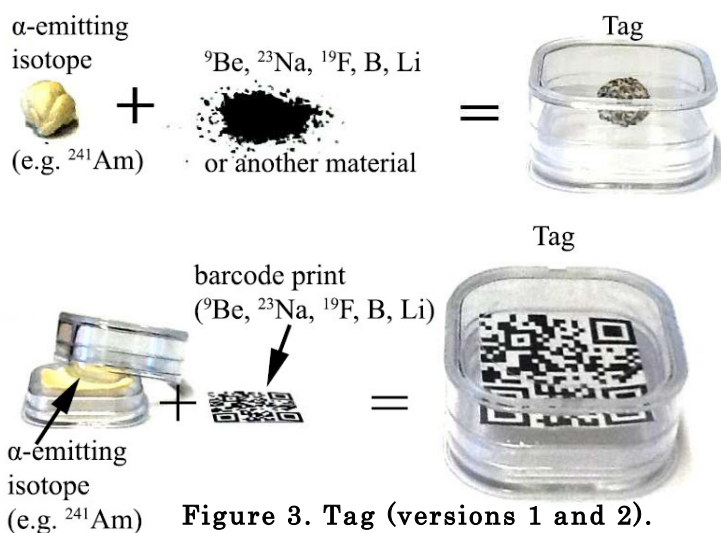 α-emitting
isotope
(e.g. ²⁴¹Am)
+
⁹Be, ²³Na, ¹⁹F, B, Li
or another material
=
Tag
α-emitting
isotope
(e.g. ²⁴¹Am)
+
barcode print
(⁹Be, ²³Na, ¹⁹F, B, Li)
=
Tag
Figure 3. Tag (versions 1 and 2).